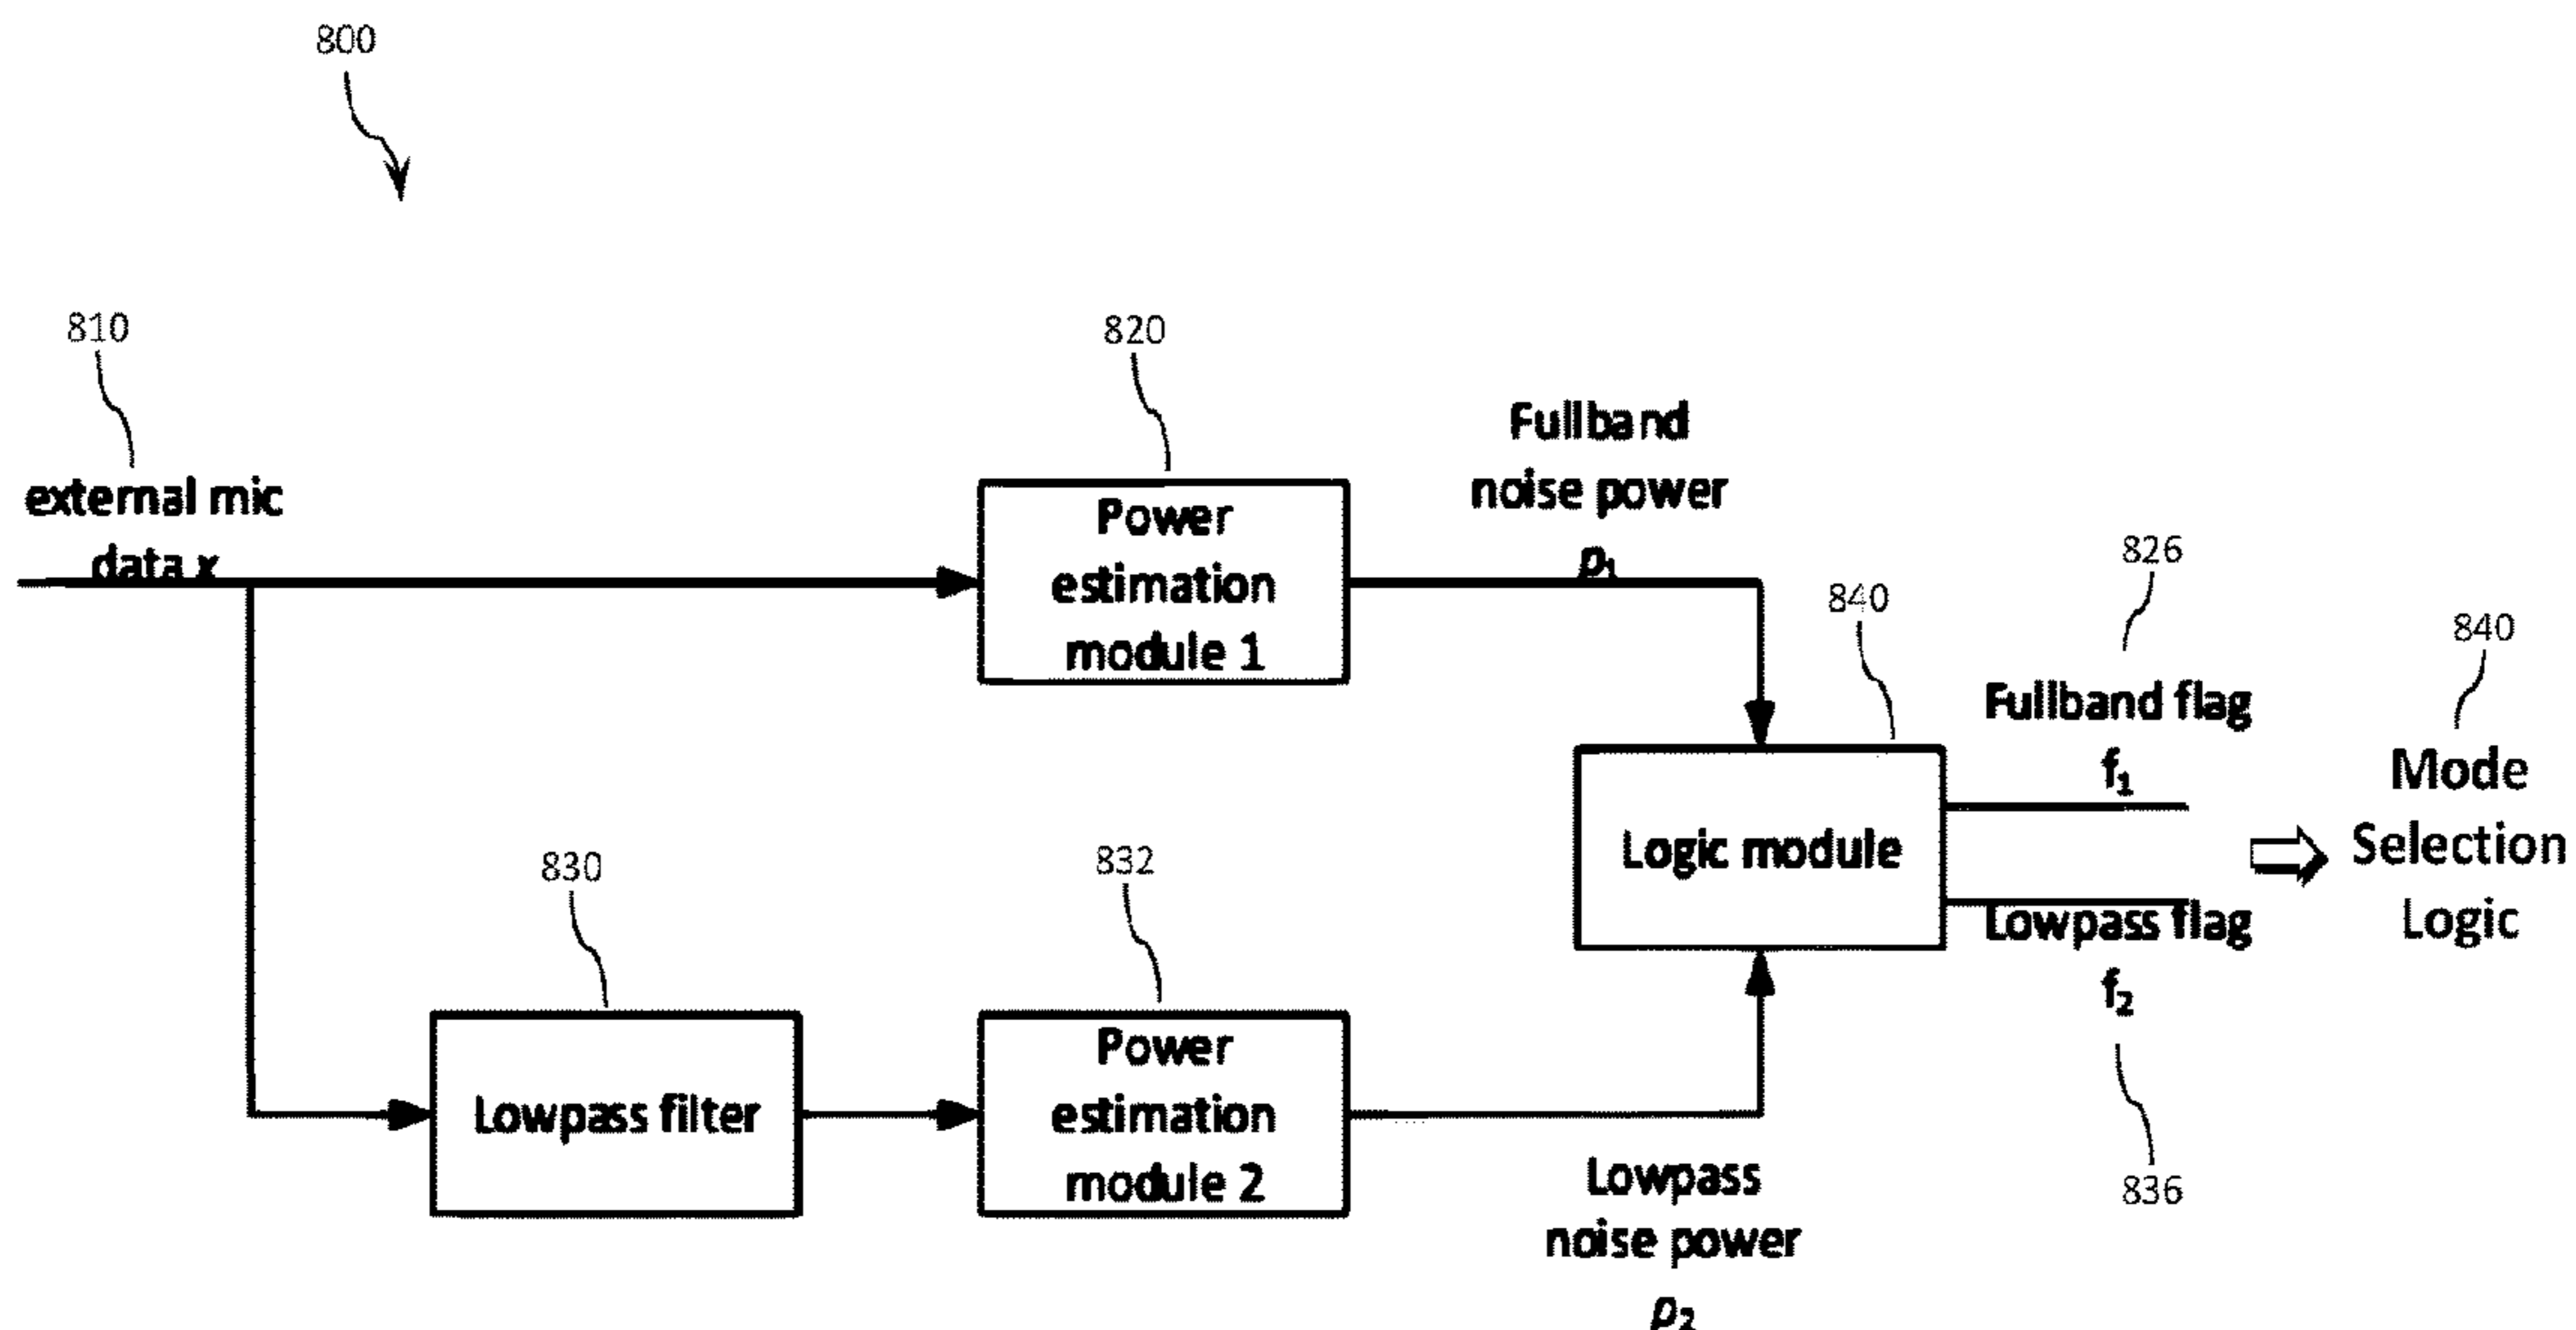 800
810
external mic
data x
820
Power
estimation
module 1
Fullband
noise power
p₁
840
826
Fullband flag
f₁
840
Mode
Selection
Logic
Logic module
Lowpass flag
f₂
836
830
Lowpass filter
832
Power
estimation
module 2
Lowpass
noise power
p₂